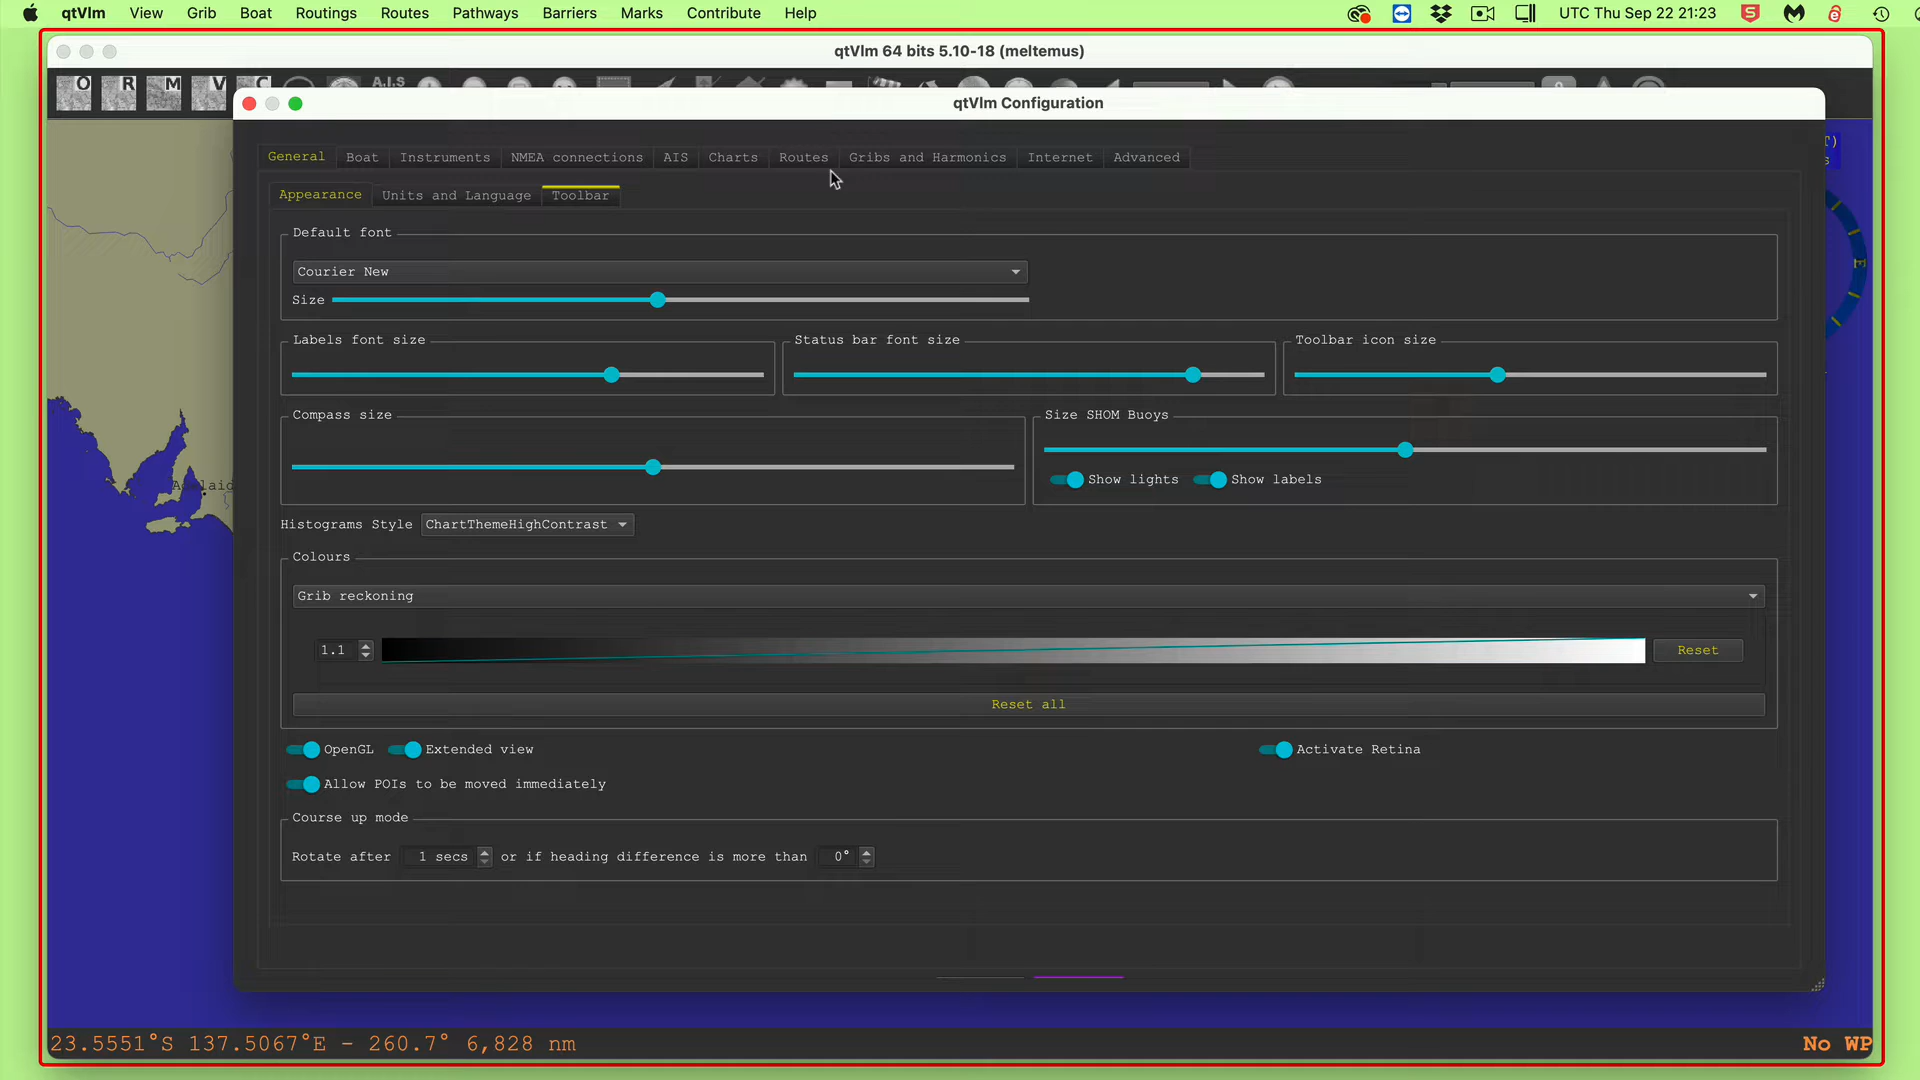 qtVlm View Grib Boat Routings Routes Pathways Barriers Marks Contribute Help UTC Thu Sep 22 21:23
qtVlm 64 bits 5.10-18 (meltemus)
O R M V C A.I.S
qtVlm Configuration
General Boat Instruments NMEA connections AIS Charts Routes Gribs and Harmonics Internet Advanced
Appearance Units and Language Toolbar
Default font
Courier New
Size
Labels font size Status bar font size Toolbar icon size
Compass size Size SHOM Buoys
Show lights Show labels
Histograms Style ChartThemeHighContrast
Colours
Grib reckoning
1.1 Reset
Reset all
OpenGL Extended view Activate Retina
Allow POIs to be moved immediately
Course up mode
Rotate after 1 secs or if heading difference is more than 0°
23.5551°S 137.5067°E - 260.7° 6,828 nm No WP